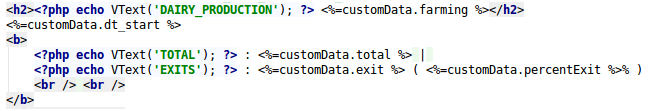 <h2><?php echo VText('DAIRY_PRODUCTION'); ?> <%=customData.farming %></h2>
<%=customData.dt_start %>
<b>
<?php echo VText('TOTAL'); ?> : <%=customData.total %> |
<?php echo VText('EXITS'); ?> : <%=customData.exit %> ( <%=customData.percentExit %>% )
<br /> <br />
</b>